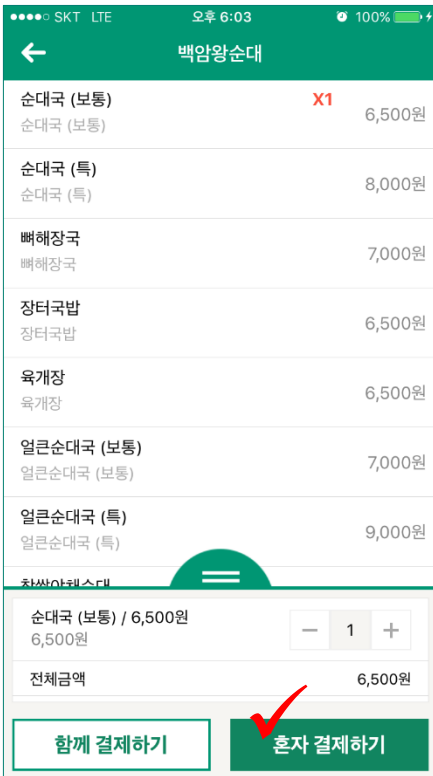 SKT LTE 오후 6:03 100%
백암왕순대
순대국 (보통) X1 6,500원
순대국 (보통)
순대국 (특) 8,000원
순대국 (특)
뼈해장국 7,000원
뼈해장국
장터국밥 6,500원
장터국밥
육개장 6,500원
육개장
얼큰순대국 (보통) 7,000원
얼큰순대국 (보통)
얼큰순대국 (특) 9,000원
얼큰순대국 (특)
찹쌀야채순대
순대국 (보통) / 6,500원
6,500원
1
전체금액 6,500원
함께 결제하기 혼자 결제하기